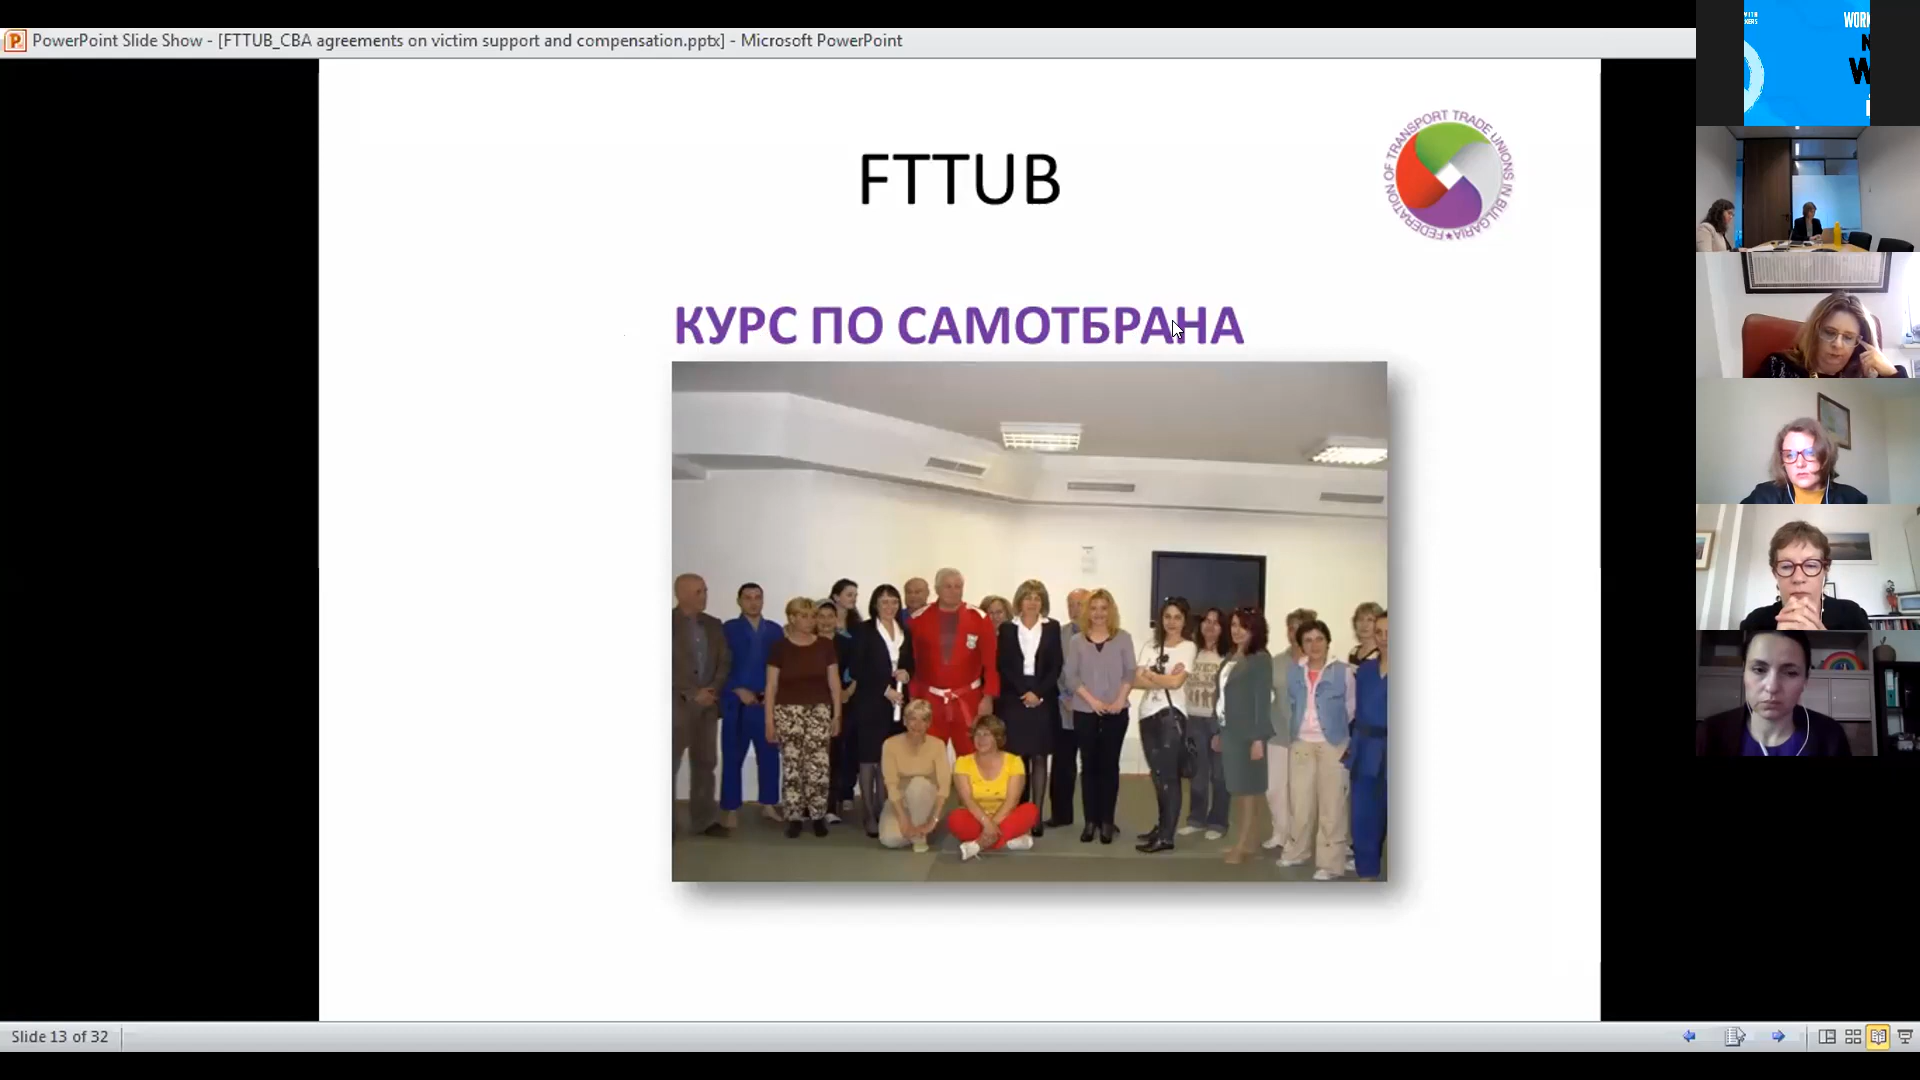 PowerPoint Slide Show - [FTTUB_CBA agreements on victim support and compensation.pptx] - Microsoft PowerPoint
FTTUB
FEDERATION OF TRANSPORT TRADE UNIONS IN BULGARIA
КУРС ПО САМОТБРАНА
Slide 13 of 32